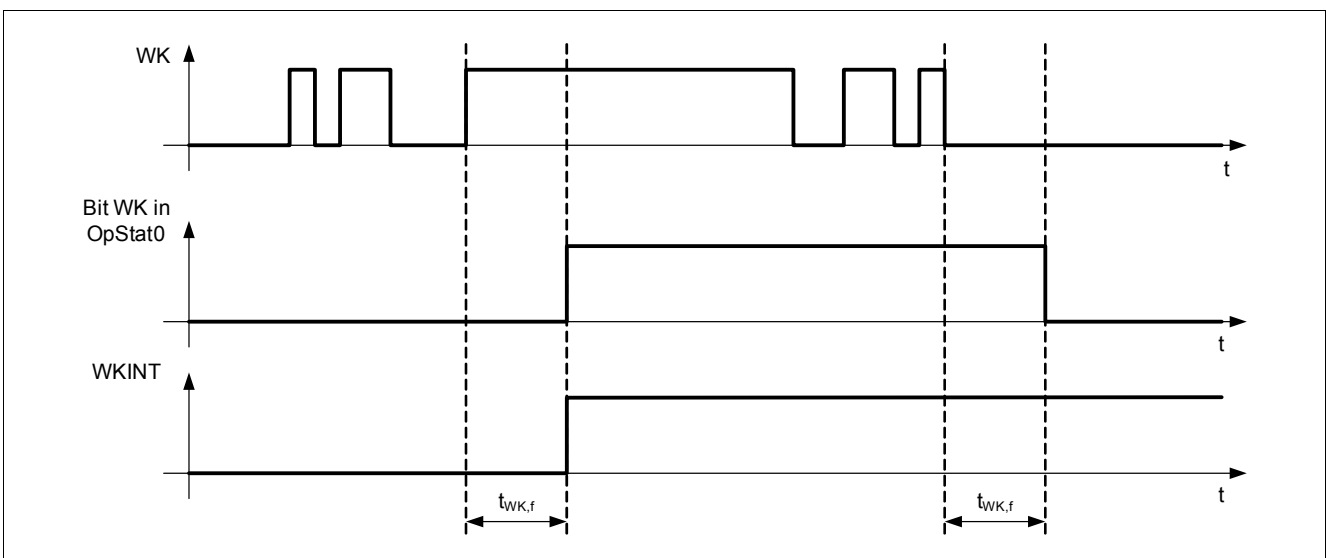 WK
t
Bit WK in
OpStat0
t
WKINT
t
tWK,f
tWK,f